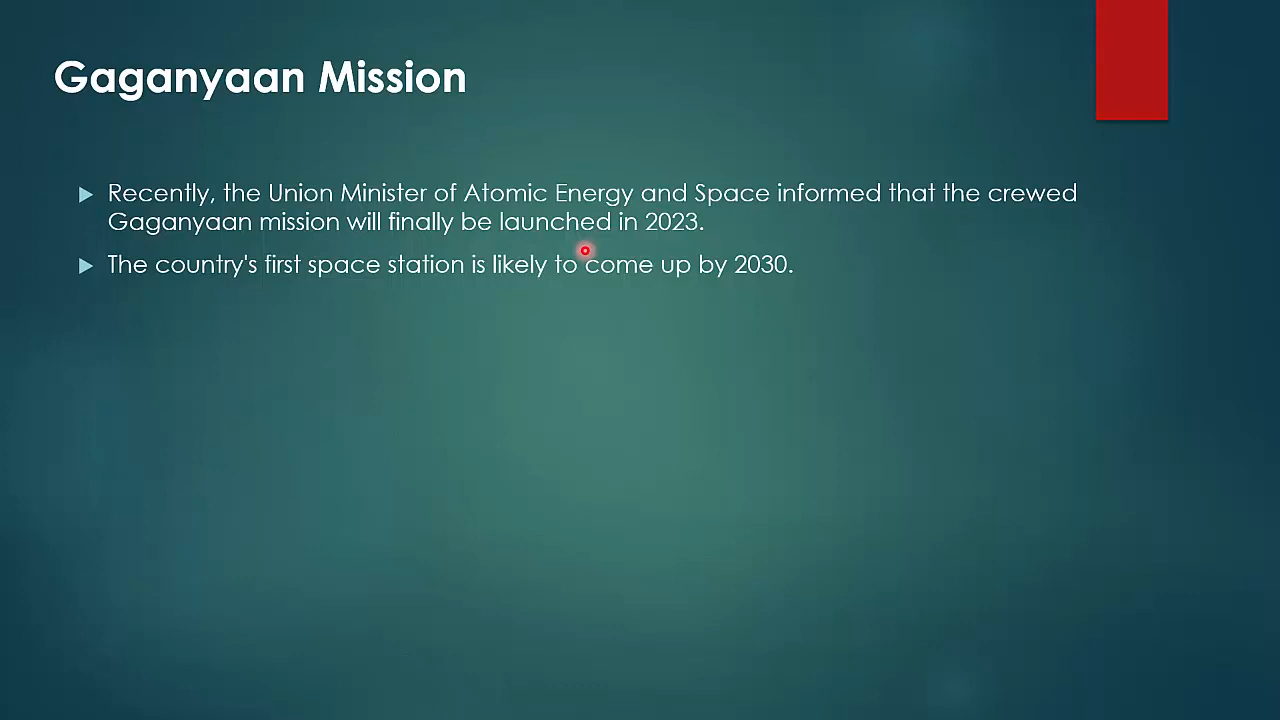 Gaganyaan Mission
Recently, the Union Minister of Atomic Energy and Space informed that the crewed
Gaganyaan mission will finally be launched in 2023.
The country's first space station is likely to come up by 2030.